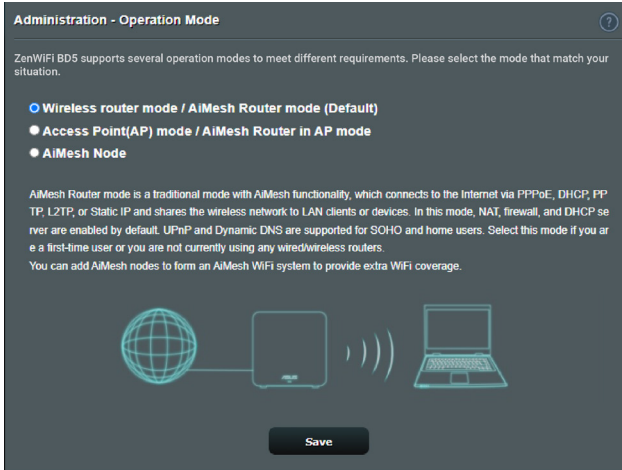 Administration - Operation Mode
?
ZenWiFi BD5 supports several operation modes to meet different requirements. Please select the mode that match your
situation.
Wireless router mode / AiMesh Router mode (Default)
Access Point(AP) mode / AiMesh Router in AP mode
AiMesh Node
AiMesh Router mode is a traditional mode with AiMesh functionality, which connects to the Internet via PPPoE, DHCP, PP
TP, L2TP, or Static IP and shares the wireless network to LAN clients or devices. In this mode, NAT, firewall, and DHCP se
rver are enabled by default. UPnP and Dynamic DNS are supported for SOHO and home users. Select this mode if you ar
e a first-time user or you are not currently using any wired/wireless routers.
You can add AiMesh nodes to form an AiMesh WiFi system to provide extra WiFi coverage.
ASUS
Save